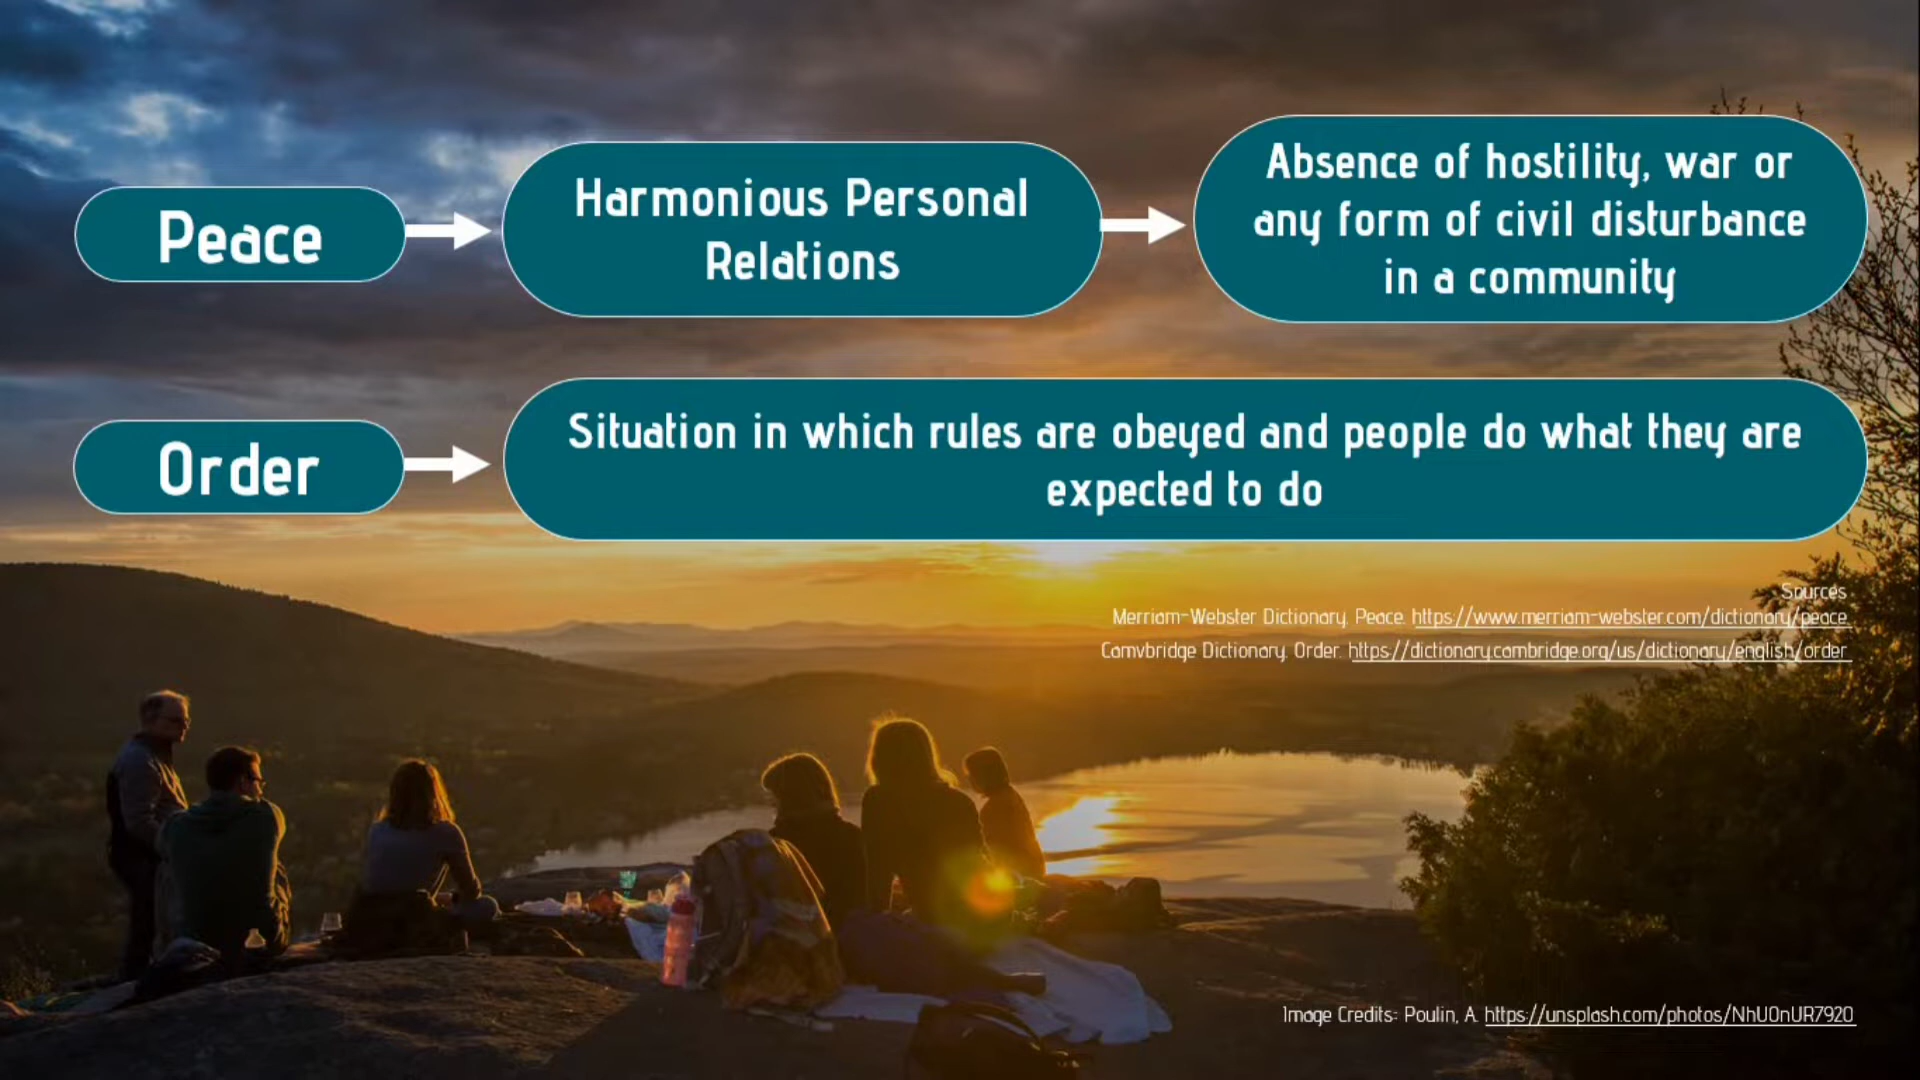 Peace
Harmonious Personal
Relations
Absence of hostility, war or
any form of civil disturbance
in a community
Order
Situation in which rules are obeyed and people do what they are
expected to do
Sources
Merriam-Webster Dictionary. Peace. https://www.merriam-webster.com/dictionary/peace
Camvbridge Dictionary. Order. https://dictionary.cambridge.org/us/dictionary/english/order
Image Credits: Poulin, A. https://unsplash.com/photos/NhU0nUR7920